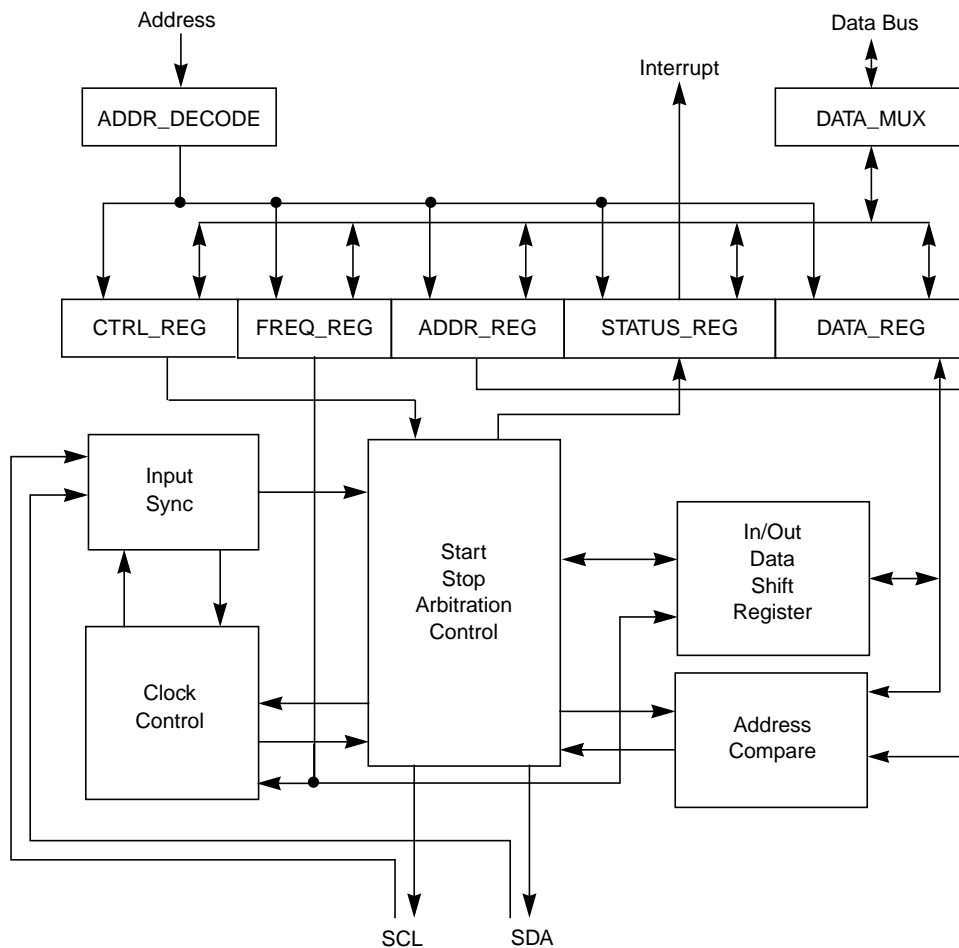 Address
Data Bus
Interrupt
ADDR_DECODE
DATA_MUX
CTRL_REG
FREQ_REG
ADDR_REG
STATUS_REG
DATA_REG
Input
Sync
Start
Stop
Arbitration
Control
In/Out
Data
Shift
Register
Clock
Control
Address
Compare
SCL
SDA